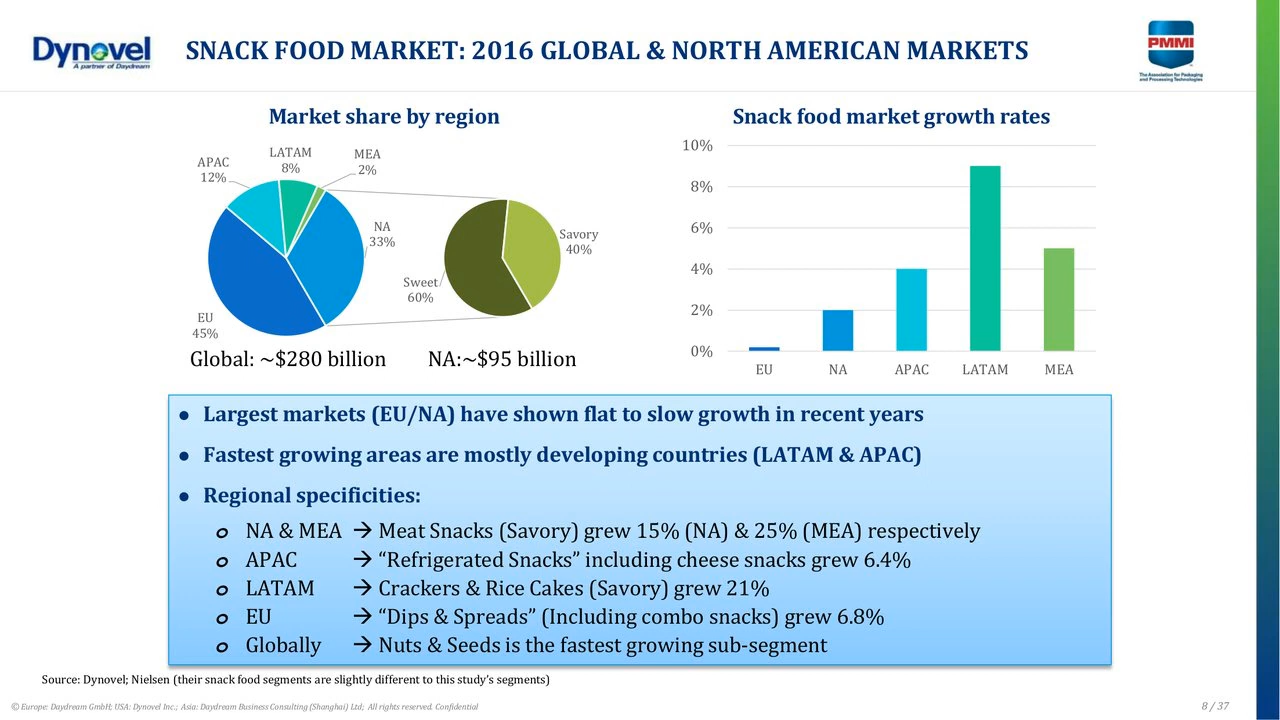 Dynovel
A partner of Daydream
SNACK FOOD MARKET: 2016 GLOBAL & NORTH AMERICAN MARKETS
PMMI
The Association for Packaging
and Processing Technologies
Market share by region
APAC
12%
LATAM
8%
MEA
2%
NA
33%
EU
45%
Sweet
60%
Savory
40%
Global: ~$280 billion
NA:~$95 billion
Snack food market growth rates
10%
8%
6%
4%
2%
0%
EU
NA
APAC
LATAM
MEA
● Largest markets (EU/NA) have shown flat to slow growth in recent years
● Fastest growing areas are mostly developing countries (LATAM & APAC)
● Regional specificities:
o NA & MEA → Meat Snacks (Savory) grew 15% (NA) & 25% (MEA) respectively
o APAC → “Refrigerated Snacks” including cheese snacks grew 6.4%
o LATAM → Crackers & Rice Cakes (Savory) grew 21%
o EU → “Dips & Spreads” (Including combo snacks) grew 6.8%
o Globally → Nuts & Seeds is the fastest growing sub-segment
Source: Dynovel; Nielsen (their snack food segments are slightly different to this study’s segments)
© Europe: Daydream GmbH; USA: Dynovel Inc.; Asia: Daydream Business Consulting (Shanghai) Ltd; All rights reserved. Confidential
8 / 37